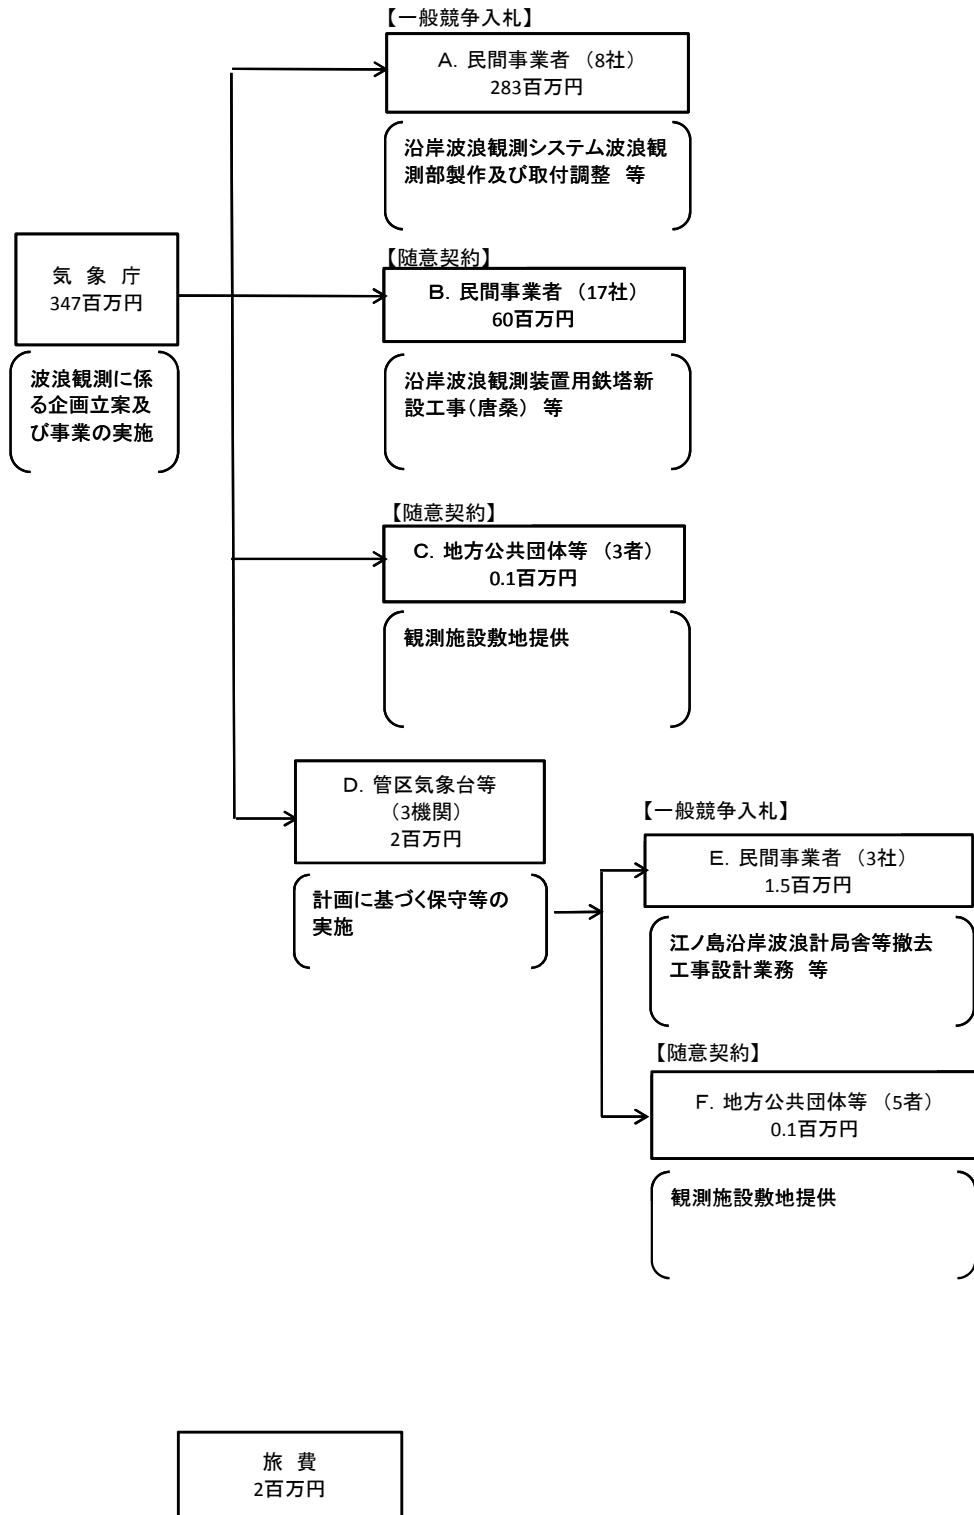 【一般競争入札】
A. 民間事業者 （8社）
283百万円
沿岸波浪観測システム波浪観
測部製作及び取付調整 等
気 象 庁
347百万円
波浪観測に係
る企画立案及
び事業の実施
【随意契約】
B. 民間事業者 （17社）
60百万円
沿岸波浪観測装置用鉄塔新
設工事（唐桑） 等
【随意契約】
C. 地方公共団体等 （3者）
0.1百万円
観測施設敷地提供
D. 管区気象台等
（3機関）
2百万円
計画に基づく保守等の
実施
【一般競争入札】
E. 民間事業者 （3社）
1.5百万円
江ノ島沿岸波浪計局舎等撤去
工事設計業務 等
【随意契約】
F. 地方公共団体等 （5者）
0.1百万円
観測施設敷地提供
旅 費
2百万円